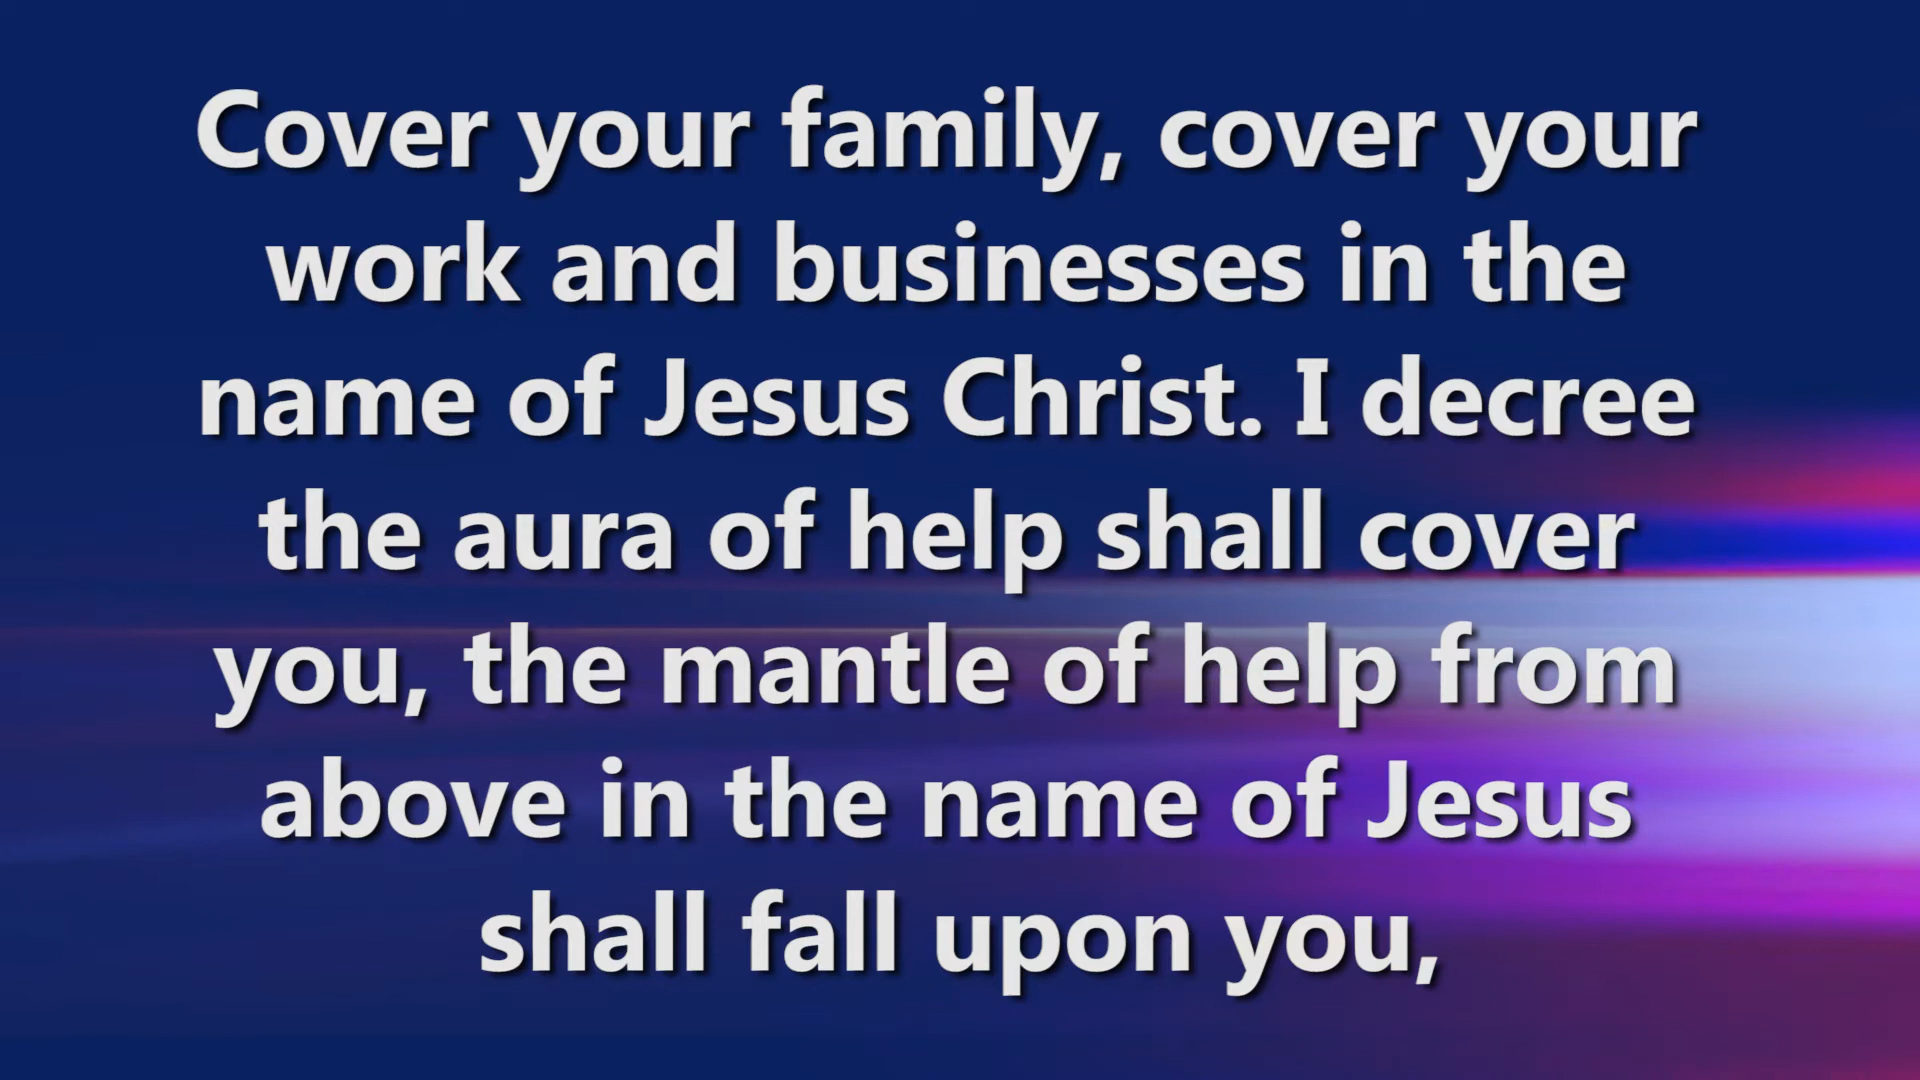 Cover your family, cover your
work and businesses in the
name of Jesus Christ. I decree
the aura of help shall cover
you, the mantle of help from
above in the name of Jesus
shall fall upon you,